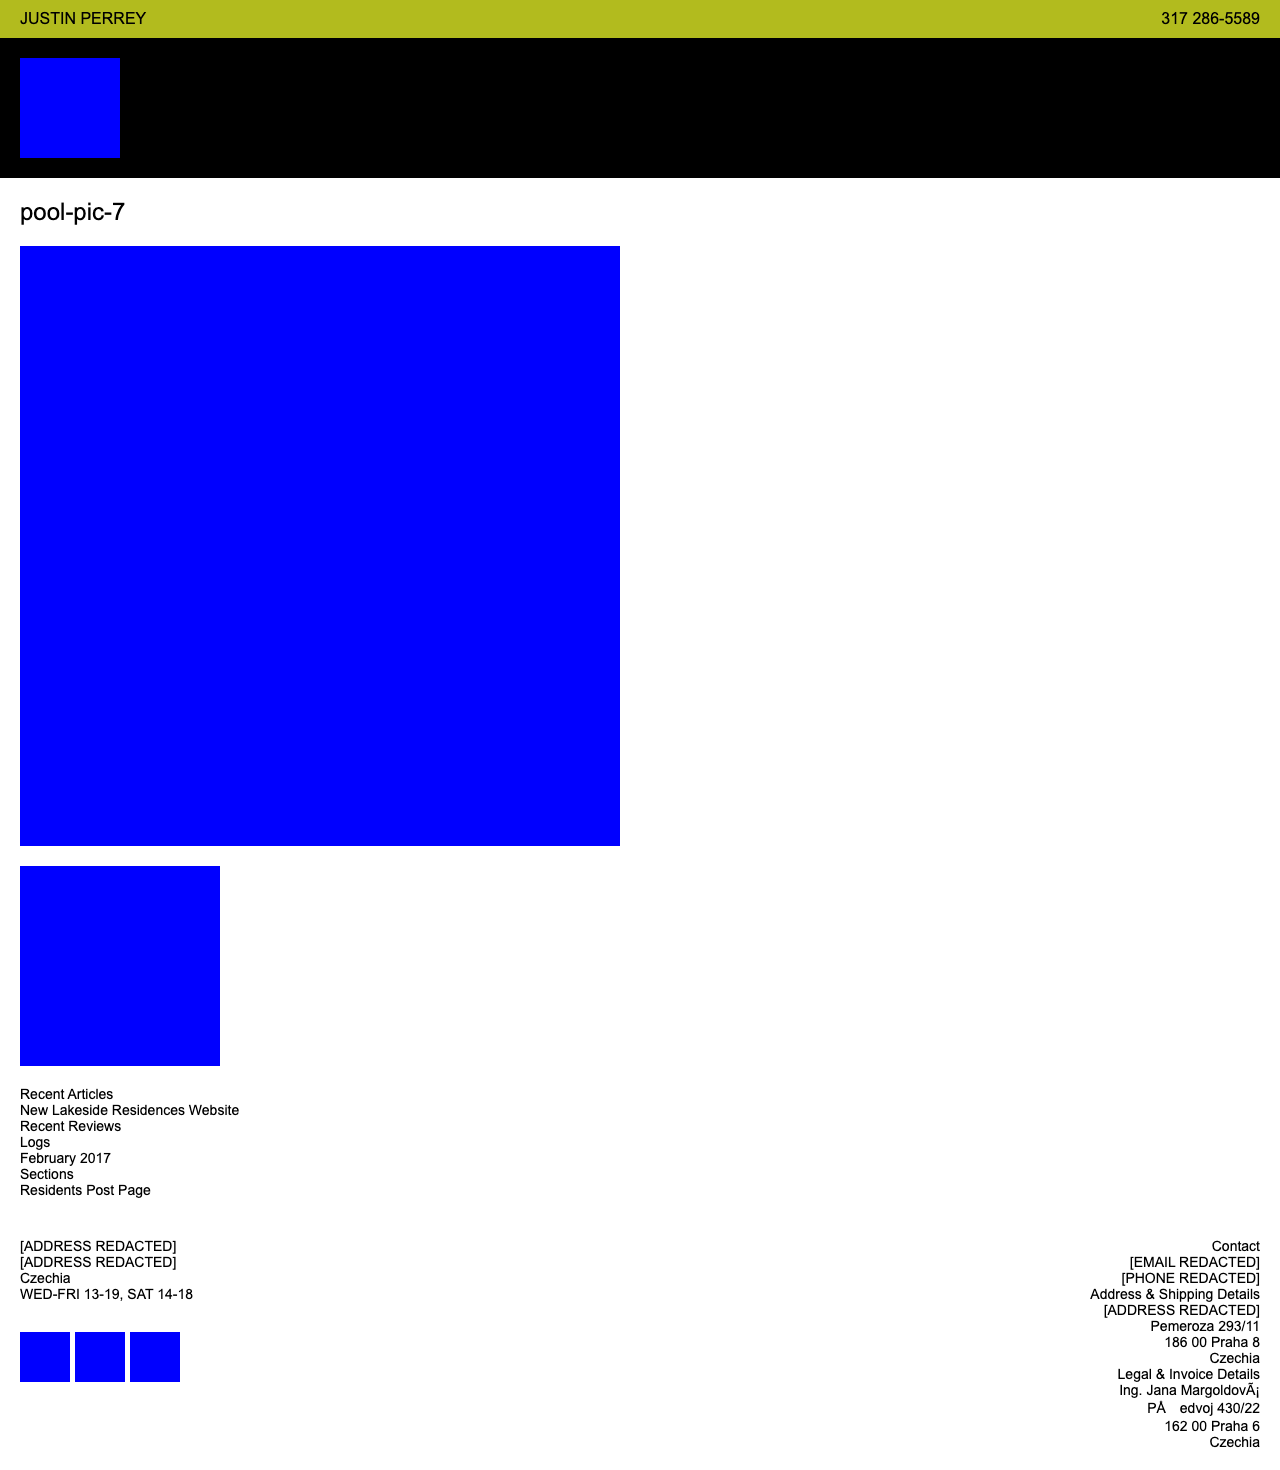 JUSTIN PERREY
317 286-5589
pool-pic-7
Recent Articles
New Lakeside Residences Website
Recent Reviews
Logs
February 2017
Sections
Residents Post Page
[ADDRESS REDACTED]
[ADDRESS REDACTED]
Czechia
WED-FRI 13-19, SAT 14-18
Contact
[EMAIL REDACTED]
[PHONE REDACTED]
Address & Shipping Details
[ADDRESS REDACTED]
Pemeroza 293/11
186 00 Praha 8
Czechia
Legal & Invoice Details
Ing. Jana MargoldovÃ¡
PÅ edvoj 430/22
162 00 Praha 6
Czechia